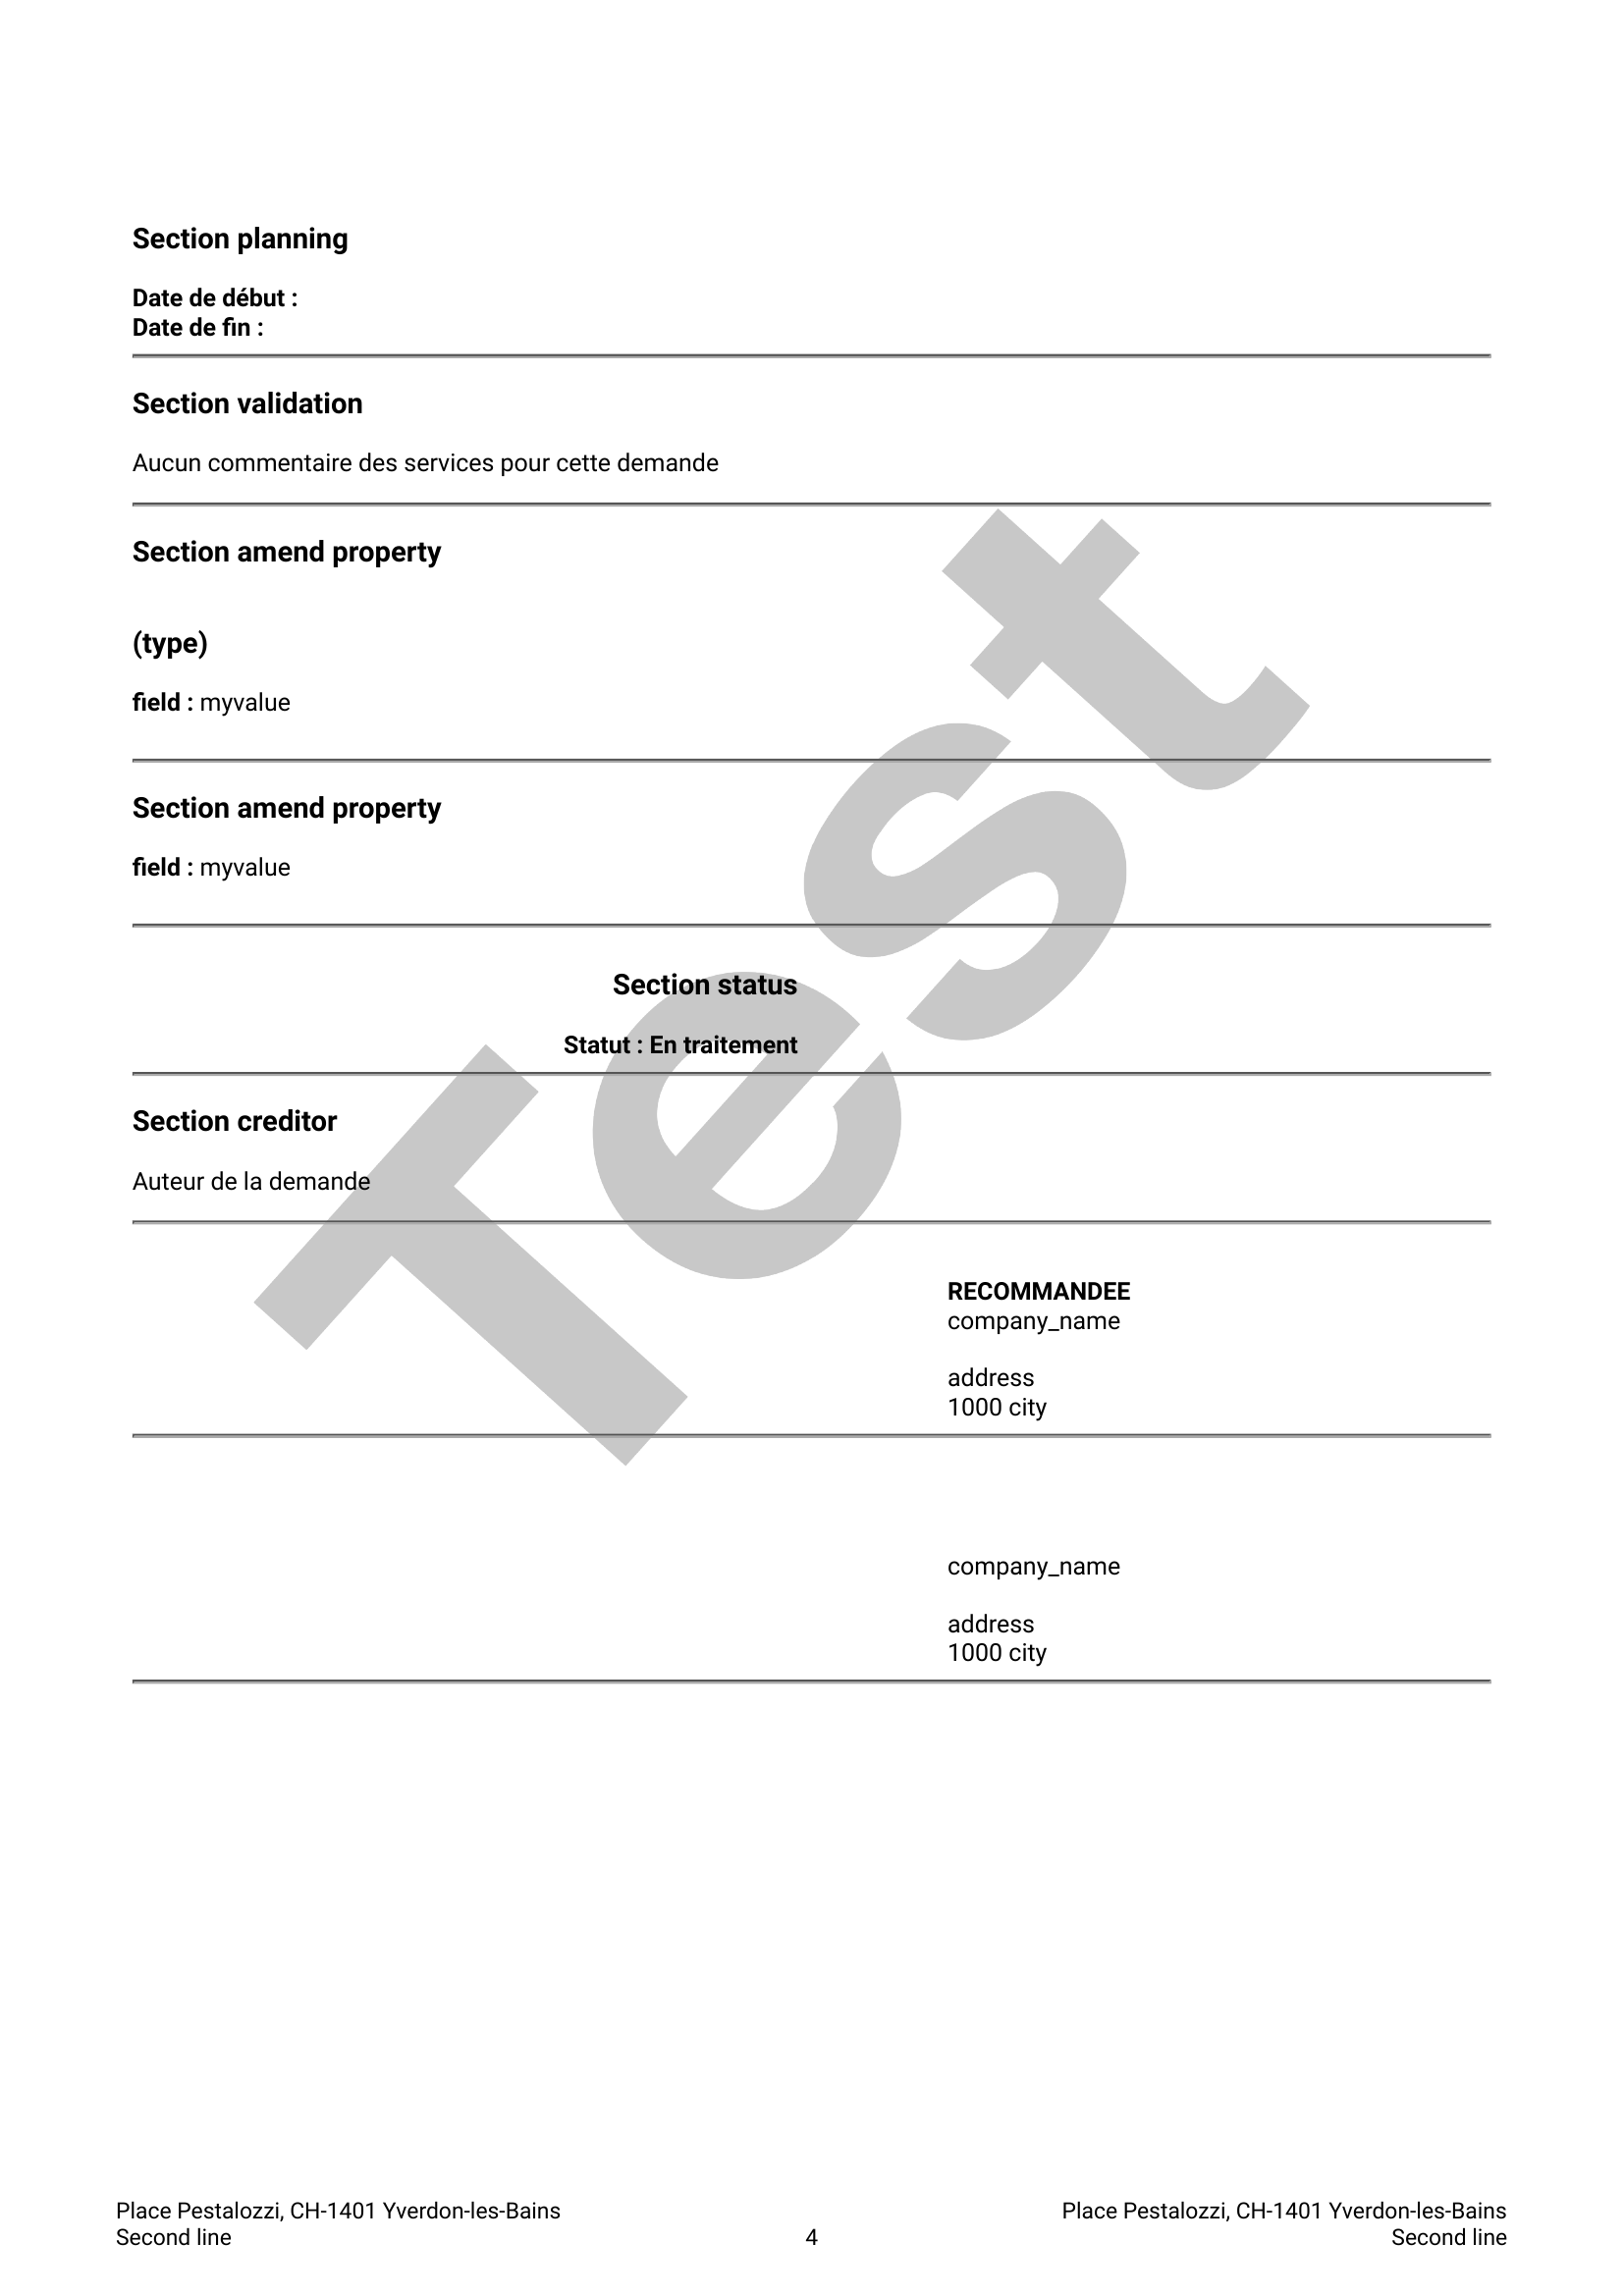 Section planning
Date de début :
Date de fin :
Section validation
Aucun commentaire des services pour cette demande
Section amend property
(type)
field : myvalue
Section amend property
field : myvalue
Section status
Statut : En traitement
Section creditor
Auteur de la demande
RECOMMANDEE
company_name
address
1000 city
company_name
address
1000 city
Test
Place Pestalozzi, CH-1401 Yverdon-les-Bains
Second line
4
Place Pestalozzi, CH-1401 Yverdon-les-Bains
Second line